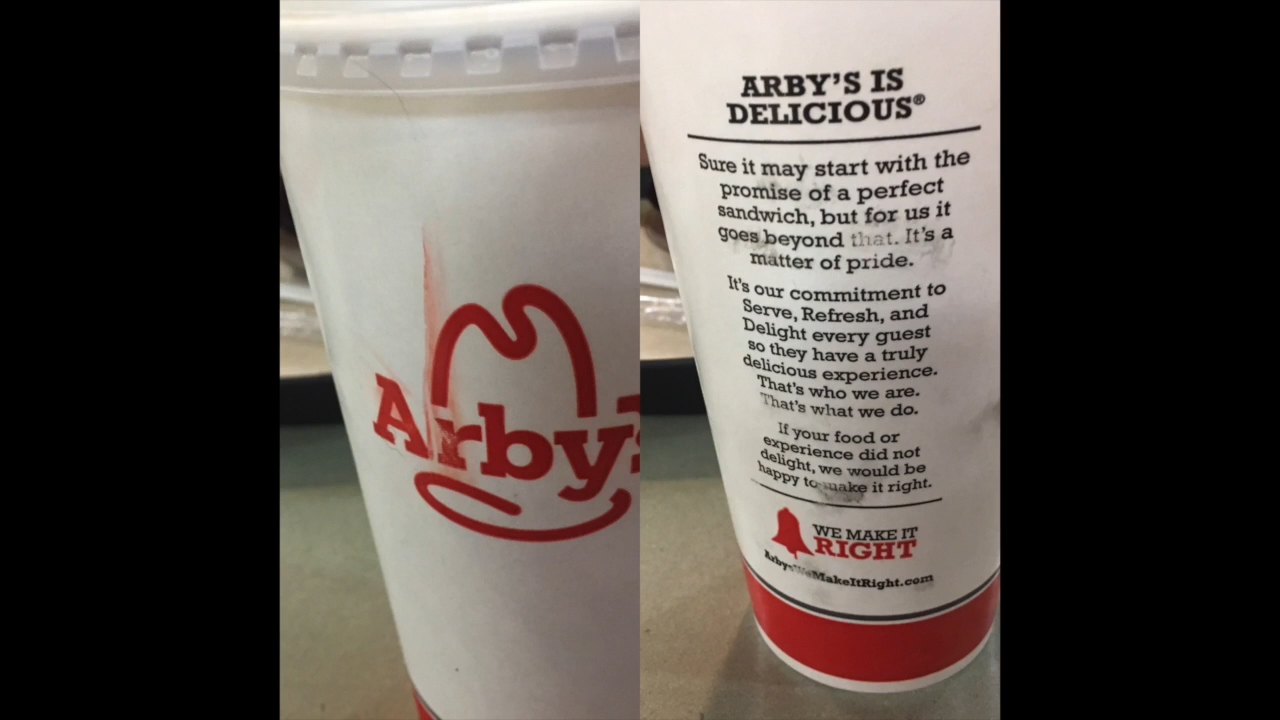 Arby's
ARBY'S IS
DELICIOUS®
Sure it may start with the
promise of a perfect
sandwich, but for us it
goes beyond that. It's a
matter of pride.
It's our commitment to
Serve, Refresh, and
Delight every guest
so they have a truly
delicious experience.
That's who we are.
That's what we do.
If your food or
experience did not
delight, we would be
happy to make it right.
WE MAKE IT
RIGHT
ArbysWeMakeItRight.com